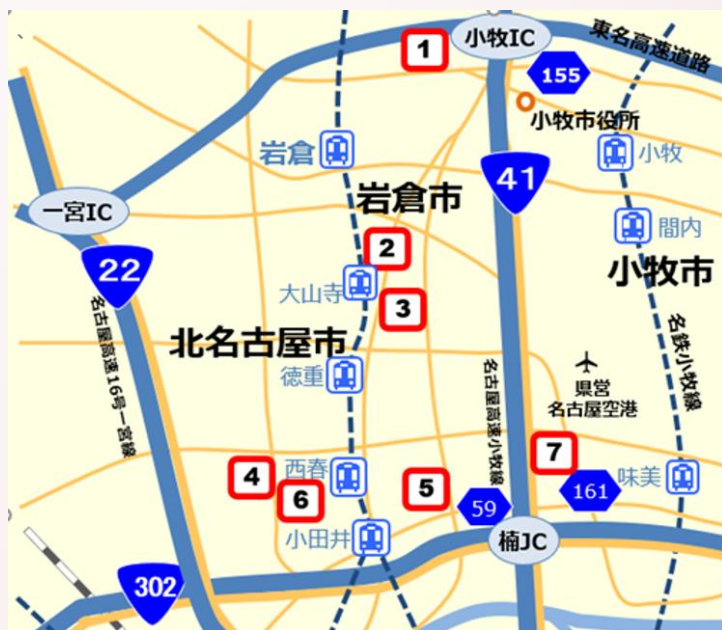 1
小牧IC
東名高速道路
155
小牧市役所
岩倉
小牧
41
岩倉市
一宮IC
間内
2
小牧市
22
大山寺
3
名古屋高速16号一宮線
北名古屋市
名鉄小牧線
徳重
名古屋高速小牧線
県営
名古屋空港
7
4
西春
味美
5
6
161
59
小田井
楠JC
302